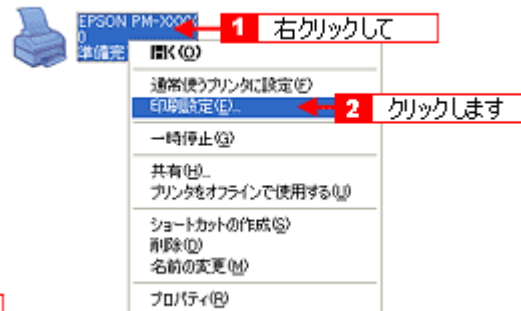 EPSON PM-XXXX
1 右クリックして
0
準備完
開く(O)
通常使うプリンタに設定(F)
印刷設定(E)...
2 クリックします
一時停止(G)
共有(H)...
プリンタをオフラインで使用する(U)
ショートカットの作成(S)
削除(D)
名前の変更(M)
プロパティ(R)